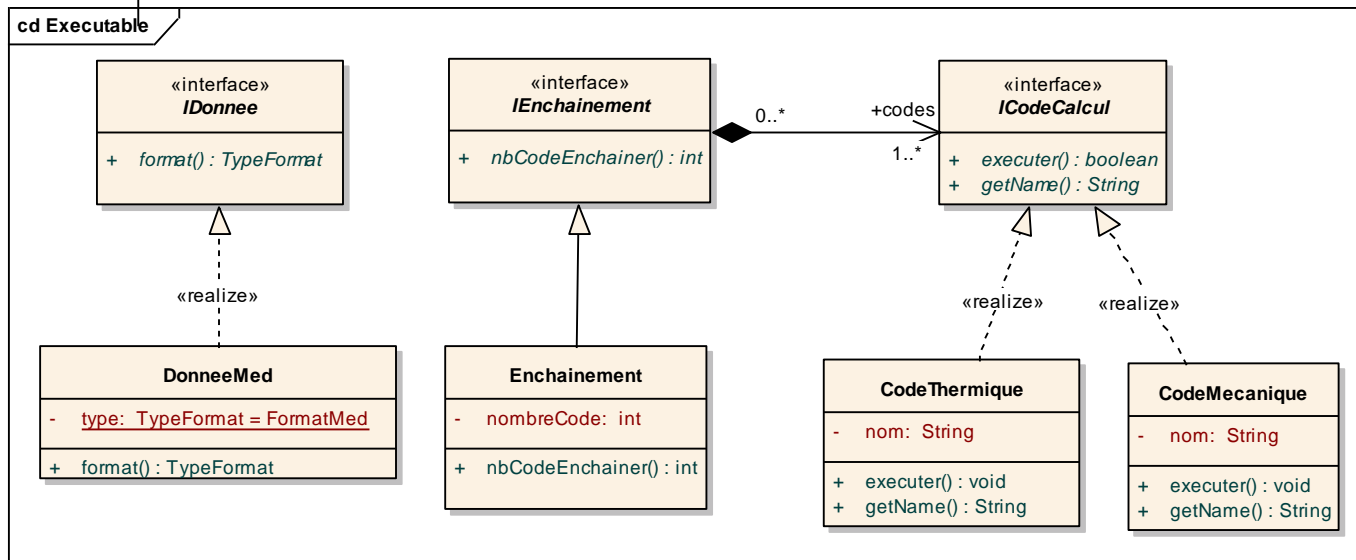 cd Executable
«interface»
IDonnee
+ format() : TypeFormat
«interface»
IEnchainement
+ nbCodeEnchainer() : int
0..*
+codes
1..*
«interface»
ICodeCalcul
+ executer() : boolean
+ getName() : String
«realize»
«realize»
«realize»
DonneeMed
- type: TypeFormat = FormatMed
+ format() : TypeFormat
Enchainement
- nombreCode: int
+ nbCodeEnchainer() : int
CodeThermique
- nom: String
+ executer() : void
+ getName() : String
CodeMecanique
- nom: String
+ executer() : void
+ getName() : String